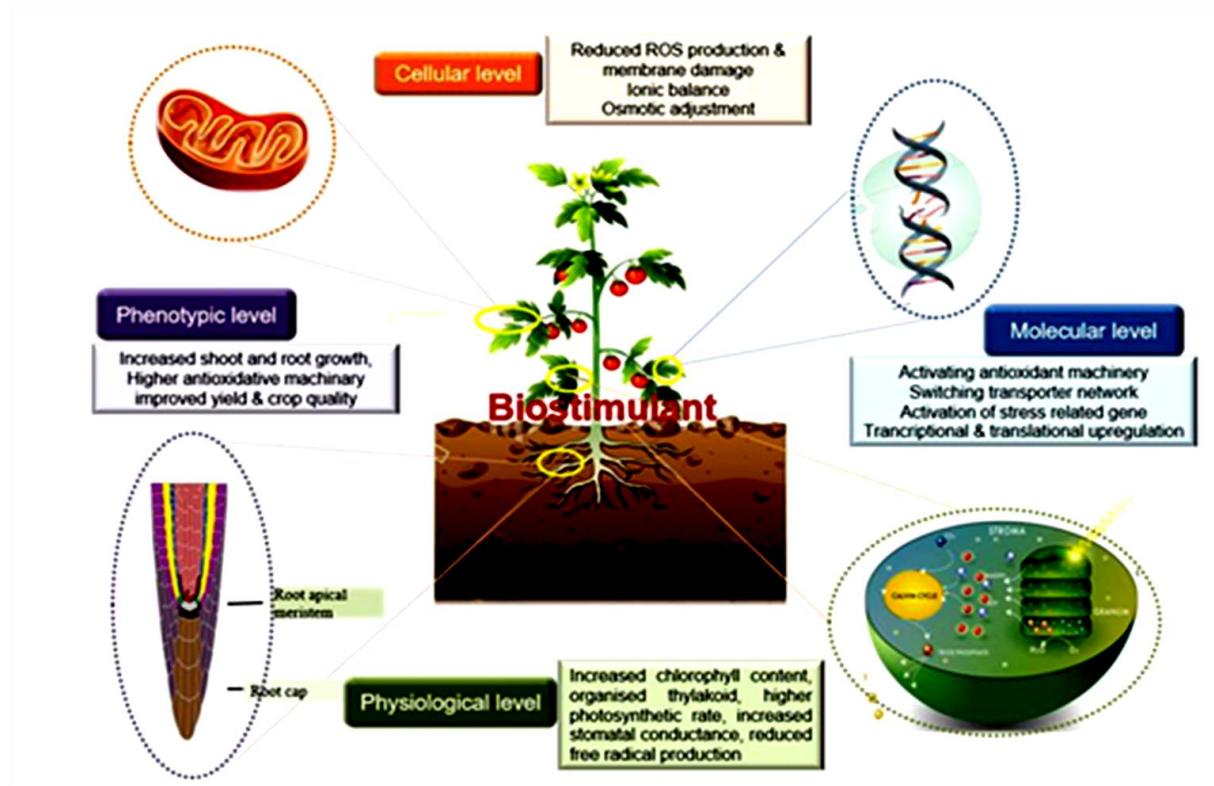 Cellular level
Reduced ROS production &
membrane damage
Ionic balance
Osmotic adjustment
Phenotypic level
Increased shoot and root growth,
Higher antioxidative machinary
improved yield & crop quality
Molecular level
Activating antioxidant machinery
Switching transporter network
Activation of stress related gene
Trancriptional & translational upregulation
Biostimulant
Root apical
meristem
Root cap
STROMA
CALVIN CYCLE
GRANUM
Physiological level
Increased chlorophyll content,
organised thylakoid, higher
photosynthetic rate, increased
stomatal conductance, reduced
free radical production